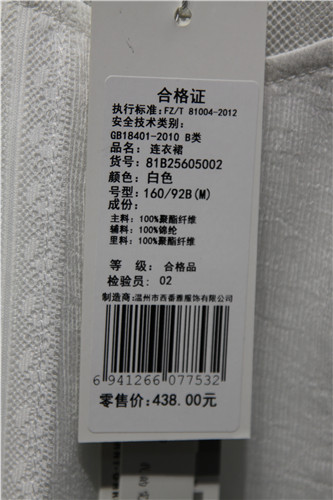 合格证
执行标准:FZ/T 81004-2012
安全技术类别:
GB18401-2010 B类
品名: 连衣裙
货号: 81B25605002
颜色: 白色
号型: 160/92B(M)
成份:
主料: 100%聚酯纤维
辅料: 100%锦纶
里料: 100%聚酯纤维
等 级: 合格品
检验员: 02
制造商:温州市西番雅服饰有限公司
6 941266 077532
零售价:438.00元